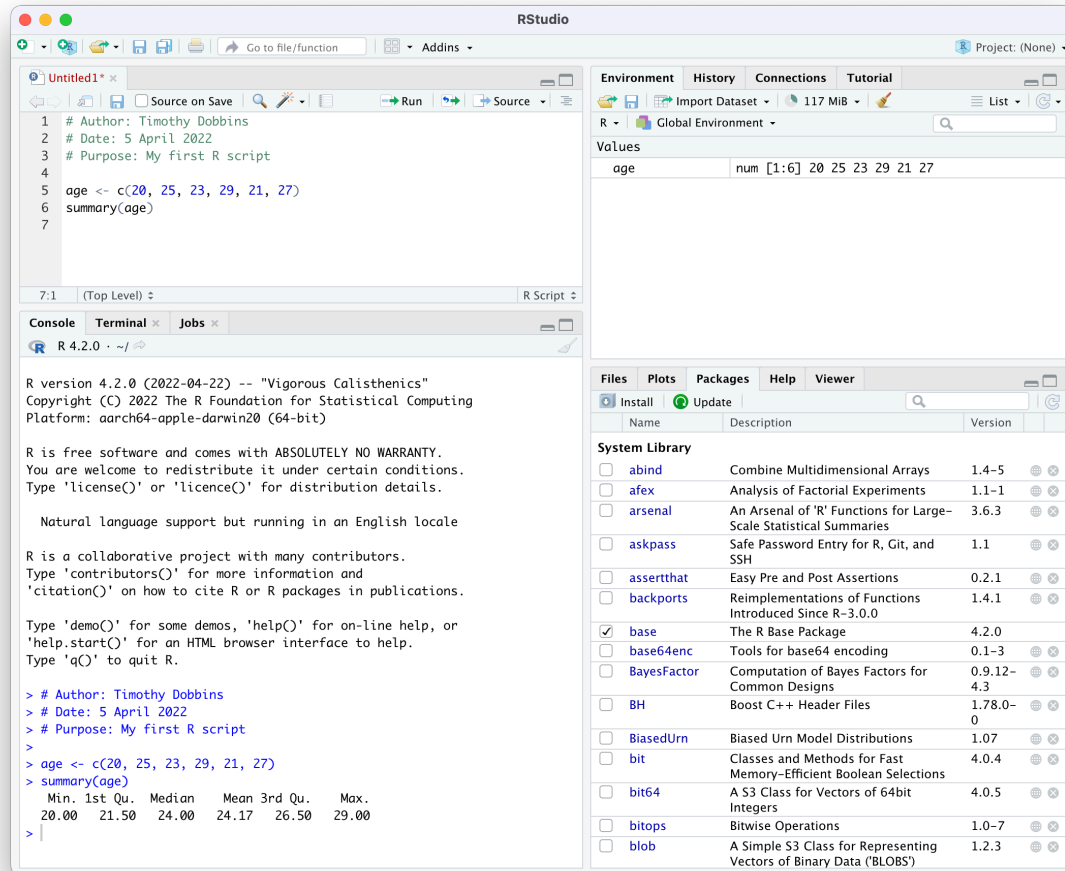 RStudio
Go to file/function
Addins
Project: (None)
Untitled1*
Source on Save
Run
Source
1 # Author: Timothy Dobbins
2 # Date: 5 April 2022
3 # Purpose: My first R script
4
5 age <- c(20, 25, 23, 29, 21, 27)
6 summary(age)
7
7:1 (Top Level) R Script
Console Terminal Jobs
R 4.2.0 · ~/
R version 4.2.0 (2022-04-22) -- "Vigorous Calisthenics"
Copyright (C) 2022 The R Foundation for Statistical Computing
Platform: aarch64-apple-darwin20 (64-bit)
R is free software and comes with ABSOLUTELY NO WARRANTY.
You are welcome to redistribute it under certain conditions.
Type 'license()' or 'licence()' for distribution details.
Natural language support but running in an English locale
R is a collaborative project with many contributors.
Type 'contributors()' for more information and
'citation()' on how to cite R or R packages in publications.
Type 'demo()' for some demos, 'help()' for on-line help, or
'help.start()' for an HTML browser interface to help.
Type 'q()' to quit R.
> # Author: Timothy Dobbins
> # Date: 5 April 2022
> # Purpose: My first R script
>
> age <- c(20, 25, 23, 29, 21, 27)
> summary(age)
Min. 1st Qu. Median Mean 3rd Qu. Max.
20.00 21.50 24.00 24.17 26.50 29.00
>
Environment History Connections Tutorial
Import Dataset 117 MiB List
R Global Environment
Values
age num [1:6] 20 25 23 29 21 27
Files Plots Packages Help Viewer
Install Update
Name Description Version
System Library
abind Combine Multidimensional Arrays 1.4-5
afex Analysis of Factorial Experiments 1.1-1
arsenal An Arsenal of 'R' Functions for Large- 3.6.3
Scale Statistical Summaries
askpass Safe Password Entry for R, Git, and 1.1
SSH
assertthat Easy Pre and Post Assertions 0.2.1
backports Reimplementations of Functions 1.4.1
Introduced Since R-3.0.0
base The R Base Package 4.2.0
base64enc Tools for base64 encoding 0.1-3
BayesFactor Computation of Bayes Factors for 0.9.12-
Common Designs 4.3
BH Boost C++ Header Files 1.78.0-
0
BiasedUrn Biased Urn Model Distributions 1.07
bit Classes and Methods for Fast 4.0.4
Memory-Efficient Boolean Selections
bit64 A S3 Class for Vectors of 64bit 4.0.5
Integers
bitops Bitwise Operations 1.0-7
blob A Simple S3 Class for Representing 1.2.3
Vectors of Binary Data ('BLOBS')